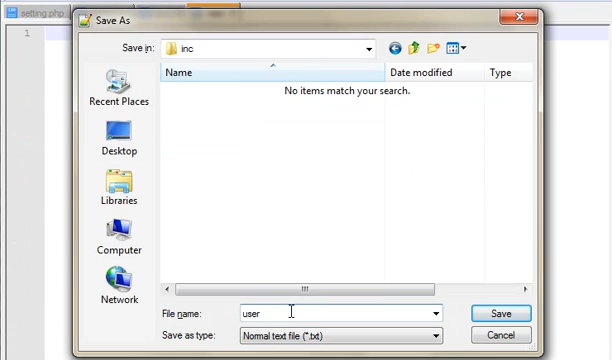 setting.php
Save As
1
Save in:
inc
Name
Date modified
Type
No items match your search.
Recent Places
Desktop
Libraries
Computer
Network
File name:
user
Save
Save as type:
Normal text file (*.txt)
Cancel